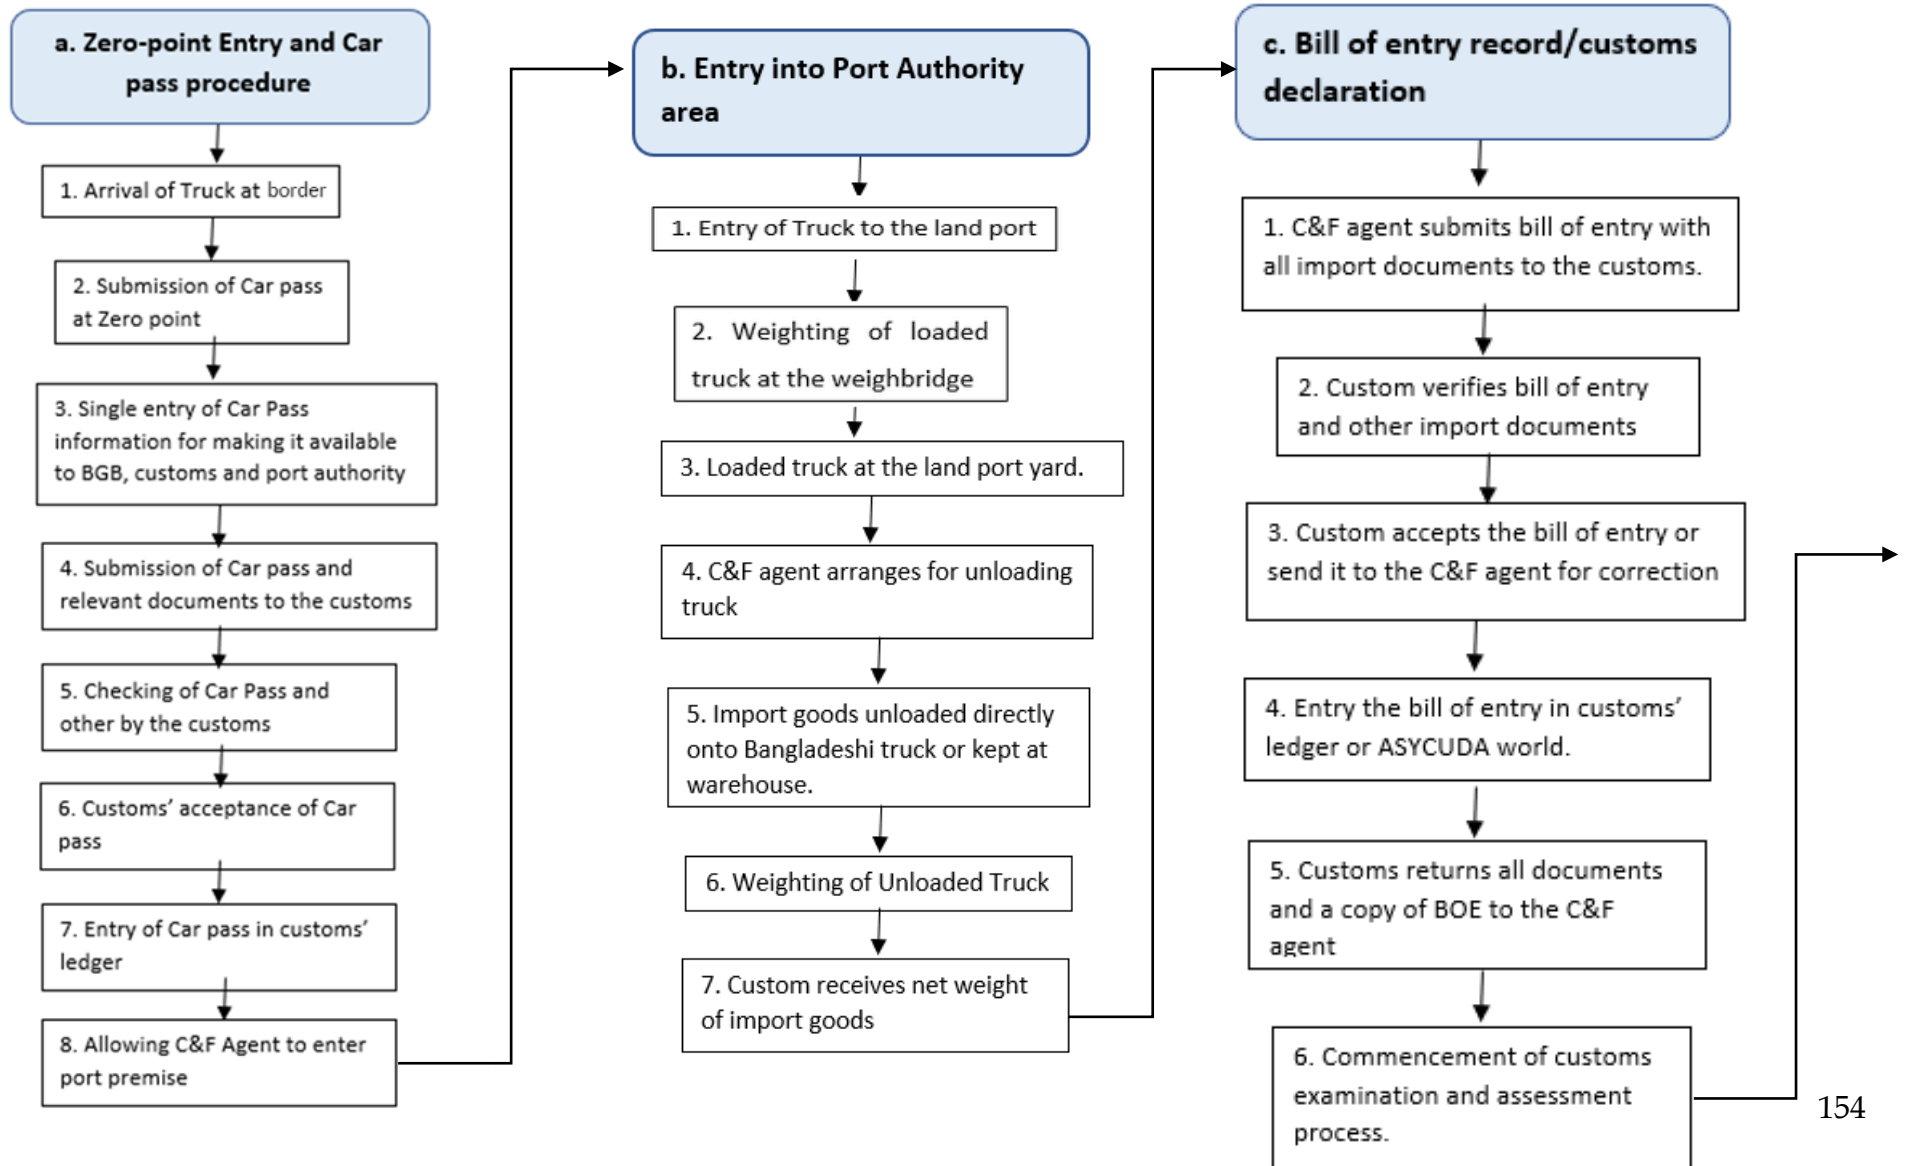 a. Zero-point Entry and Car
pass procedure
1. Arrival of Truck at border
2. Submission of Car pass
at Zero point
3. Single entry of Car Pass
information for making it available
to BGB, customs and port authority
4. Submission of Car pass and
relevant documents to the customs
5. Checking of Car Pass and
other by the customs
6. Customs’ acceptance of Car
pass
7. Entry of Car pass in customs’
ledger
8. Allowing C&F Agent to enter
port premise
b. Entry into Port Authority
area
1. Entry of Truck to the land port
2. Weighting of loaded
truck at the weighbridge
3. Loaded truck at the land port yard.
4. C&F agent arranges for unloading
truck
5. Import goods unloaded directly
onto Bangladeshi truck or kept at
warehouse.
6. Weighting of Unloaded Truck
7. Custom receives net weight
of import goods
c. Bill of entry record/customs
declaration
1. C&F agent submits bill of entry with
all import documents to the customs.
2. Custom verifies bill of entry
and other import documents
3. Custom accepts the bill of entry or
send it to the C&F agent for correction
4. Entry the bill of entry in customs’
ledger or ASYCUDA world.
5. Customs returns all documents
and a copy of BOE to the C&F
agent
6. Commencement of customs
examination and assessment
process.
154